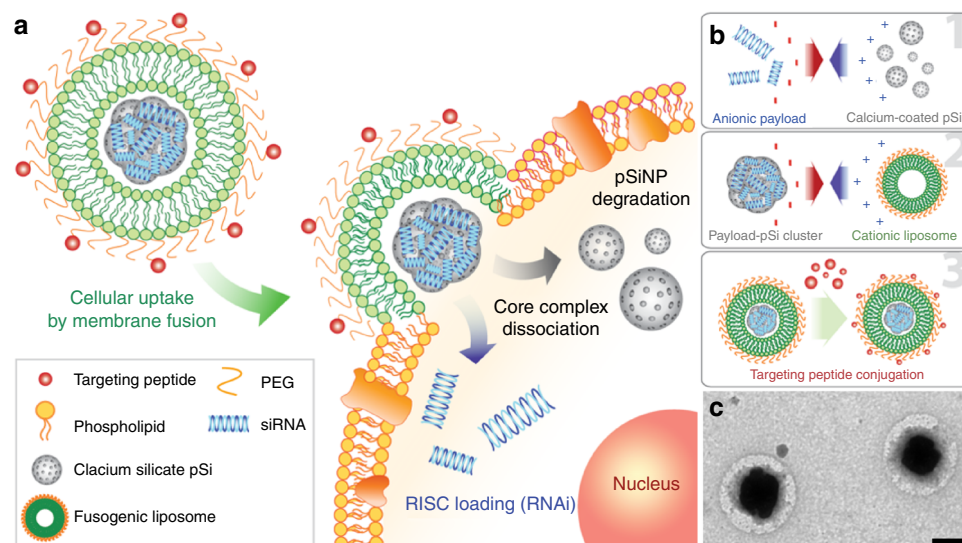 a
Cellular uptake
by membrane fusion
pSiNP
degradation
Core complex
dissociation
RISC loading (RNAi)
Nucleus
Targeting peptide
PEG
Phospholipid
siRNA
Clacium silicate pSi
Fusogenic liposome
b
1
Anionic payload
Calcium-coated pSi
2
Payload-pSi cluster
Cationic liposome
3
Targeting peptide conjugation
c